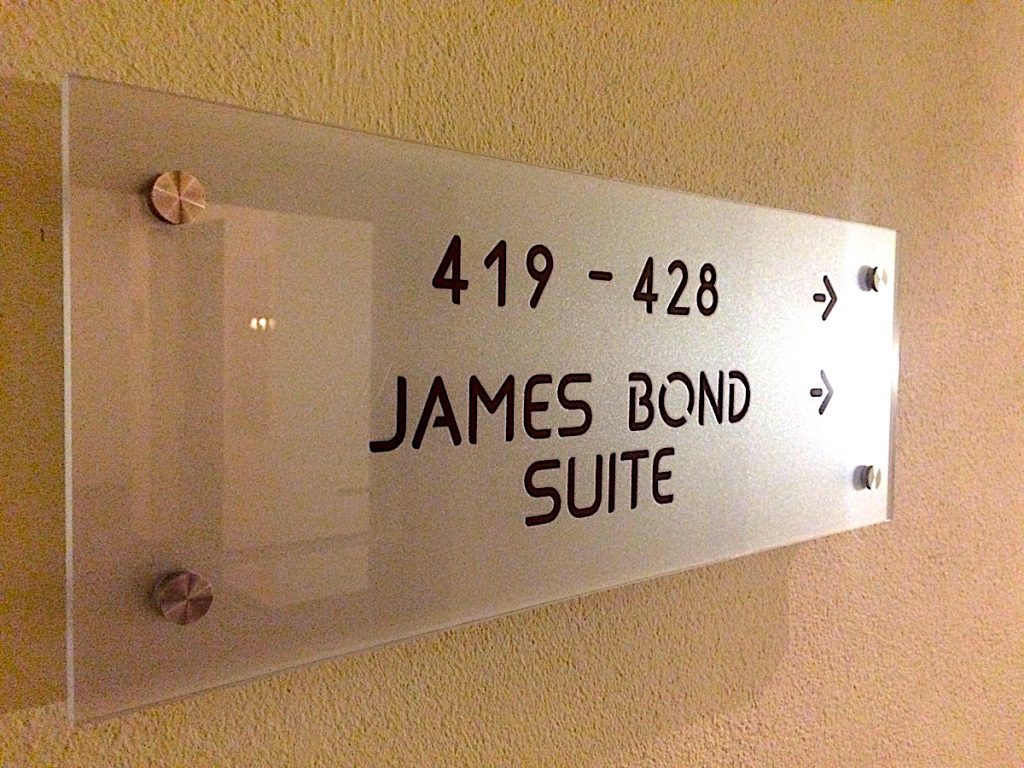 419 - 428 →
JAMES BOND →
SUITE